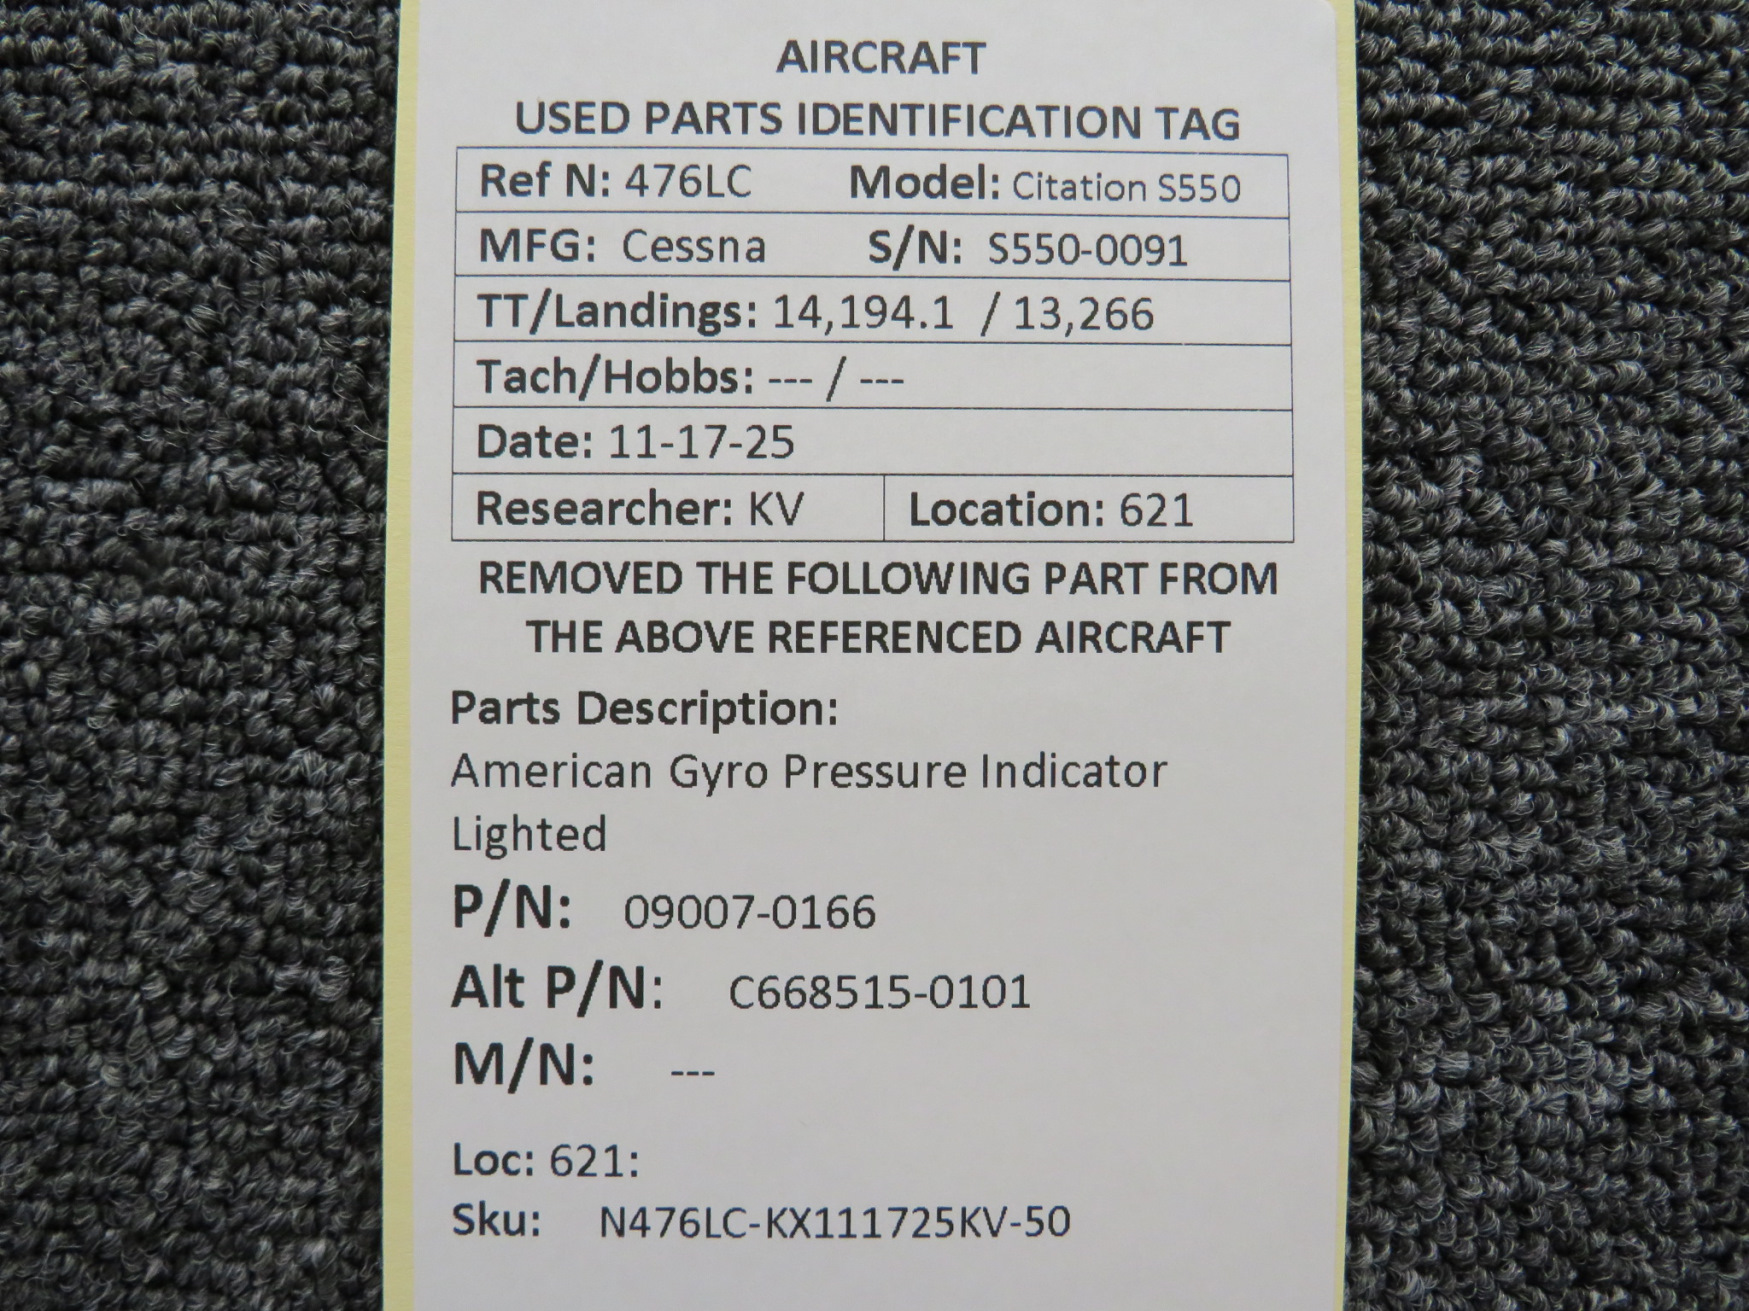 AIRCRAFT
USED PARTS IDENTIFICATION TAG
Ref N: 476LC Model: Citation S550
MFG: Cessna S/N: S550-0091
TT/Landings: 14,194.1 / 13,266
Tach/Hobbs: --- / ---
Date: 11-17-25
Researcher: KV Location: 621
REMOVED THE FOLLOWING PART FROM
THE ABOVE REFERENCED AIRCRAFT
Parts Description:
American Gyro Pressure Indicator
Lighted
P/N: 09007-0166
Alt P/N: C668515-0101
M/N: ---
Loc: 621:
Sku: N476LC-KX111725KV-50